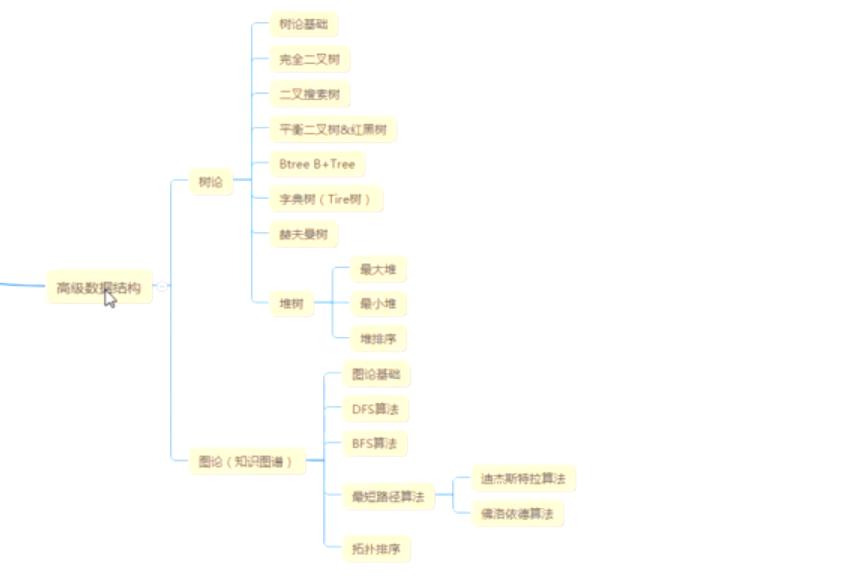 树论基础
完全二叉树
二叉搜索树
平衡二叉树&红黑树
Btree B+Tree
树论
字典树（Tire树）
赫夫曼树
最大堆
高级数据结构
堆树
最小堆
堆排序
图论基础
DFS算法
BFS算法
图论（知识图谱）
迪杰斯特拉算法
最短路径算法
佛洛依德算法
拓扑排序